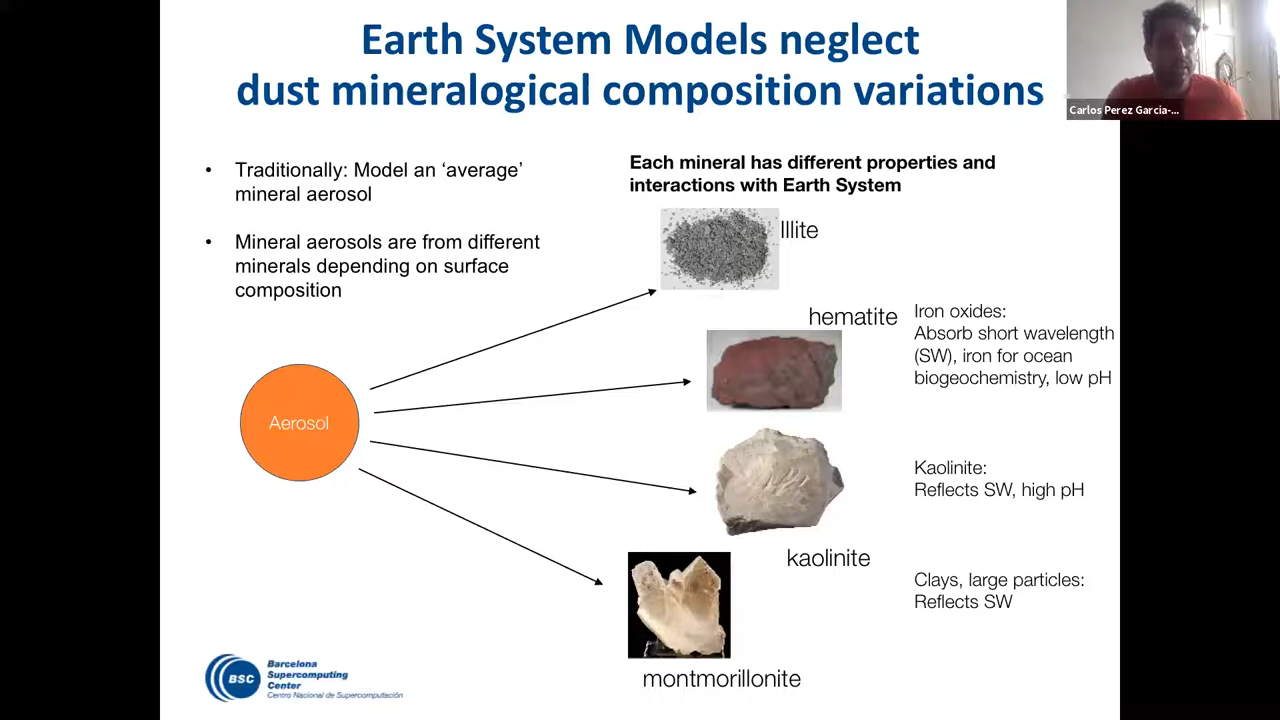 Earth System Models neglect
dust mineralogical composition variations
Carlos Perez Garcia-...
• Traditionally: Model an ‘average’
mineral aerosol
• Mineral aerosols are from different
minerals depending on surface
composition
Each mineral has different properties and
interactions with Earth System
Illite
hematite
Iron oxides:
Absorb short wavelength
(SW), iron for ocean
biogeochemistry, low pH
Aerosol
Kaolinite:
Reflects SW, high pH
kaolinite
Clays, large particles:
Reflects SW
montmorillonite
BSC
Barcelona
Supercomputing
Center
Centro Nacional de Supercomputación